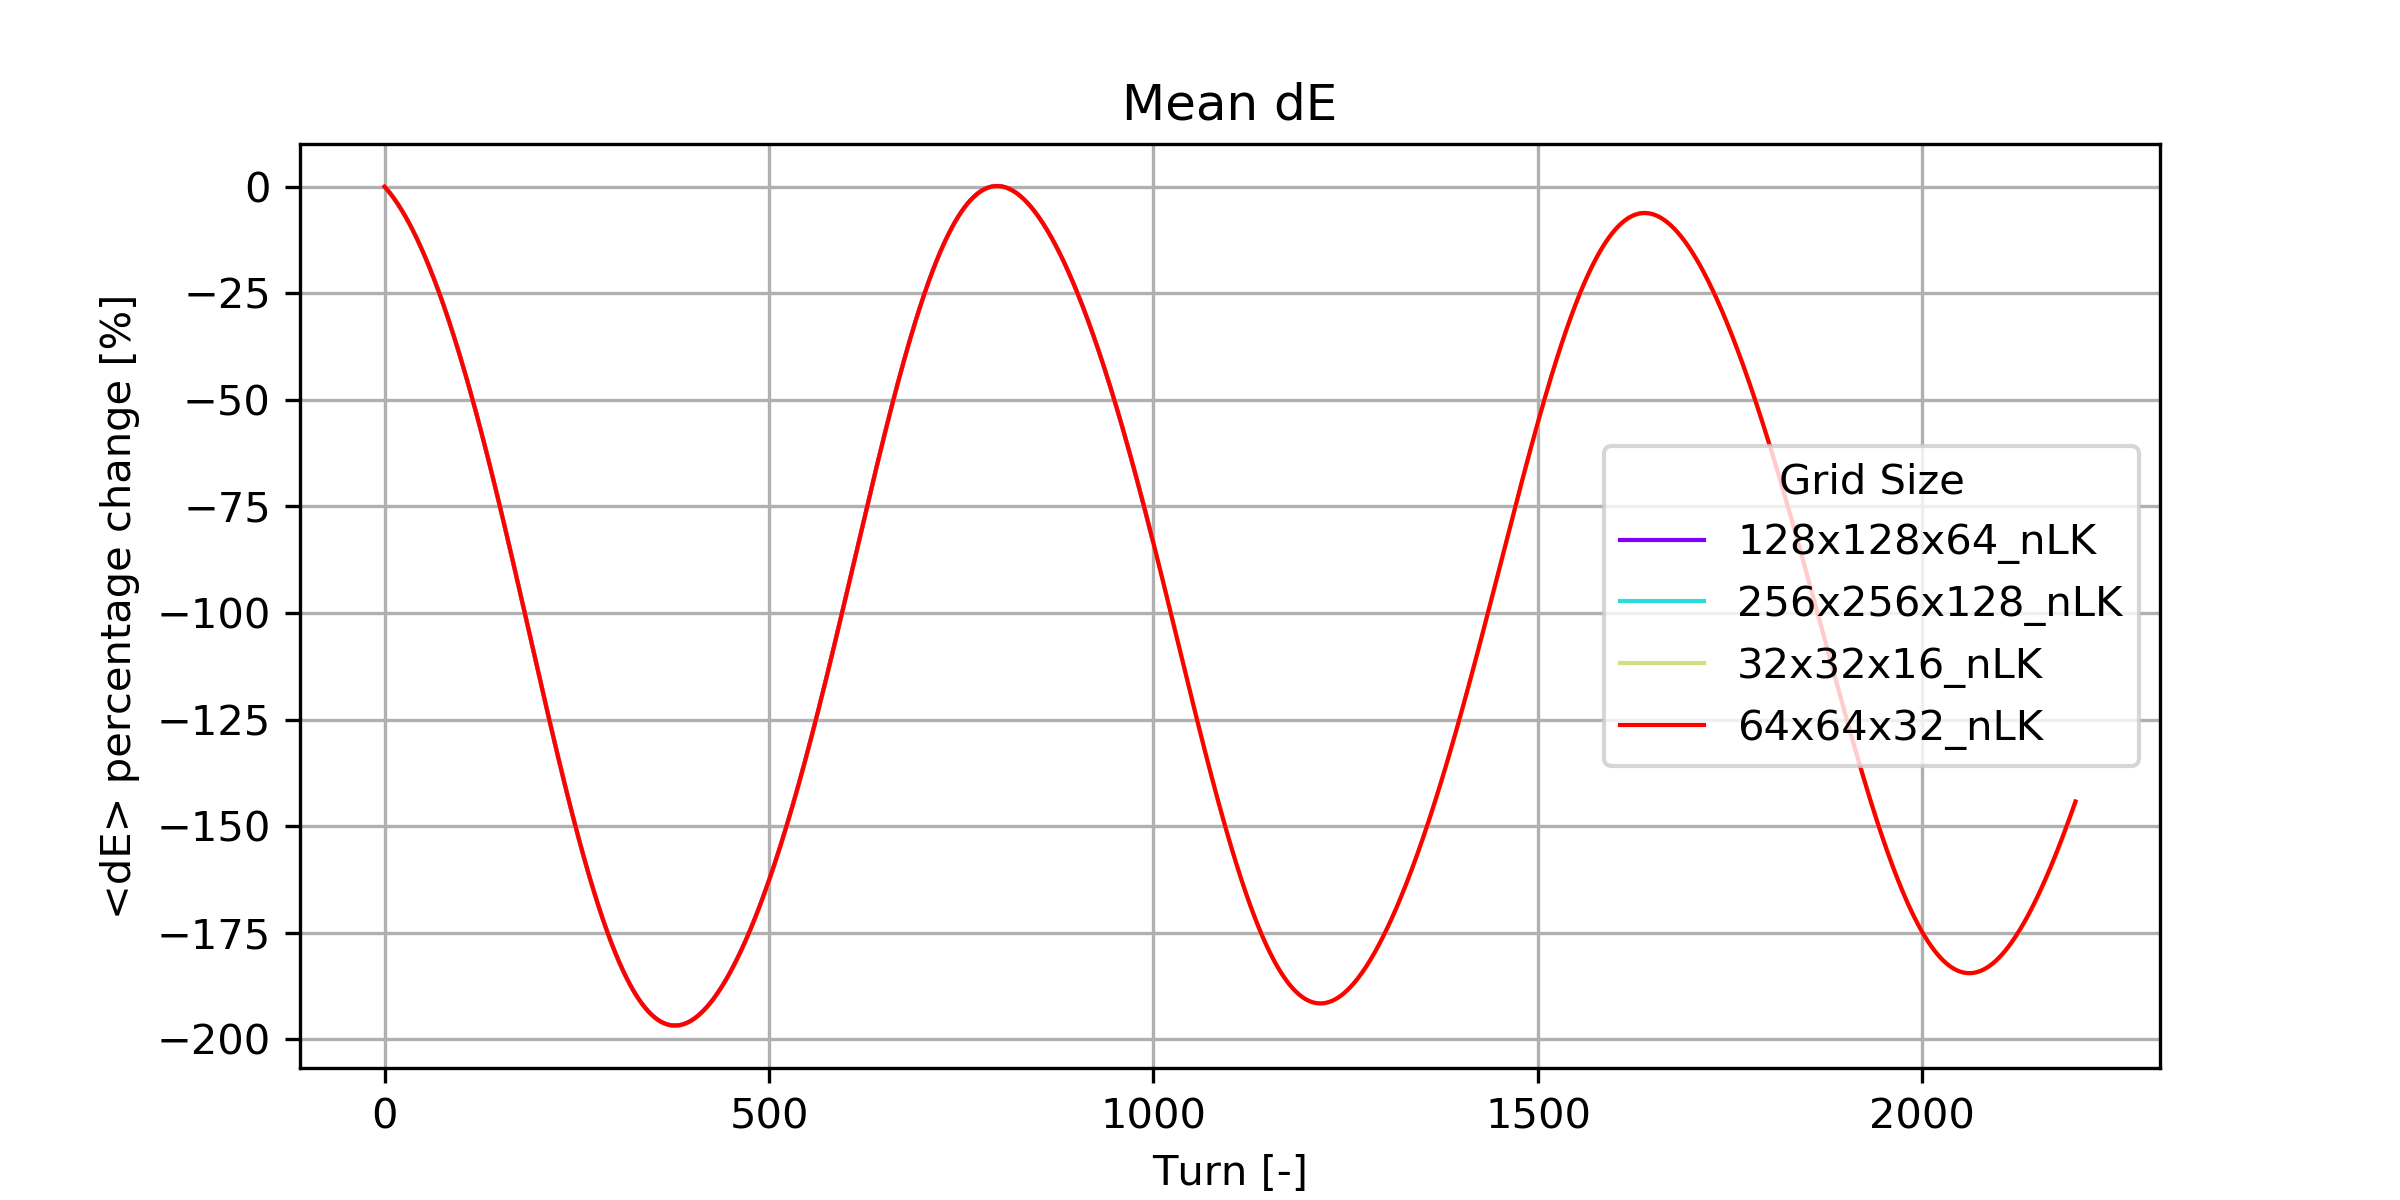 Mean dE
<dE> percentage change [%]
0
−25
−50
−75
−100
−125
−150
−175
−200
Grid Size
128x128x64_nLK
256x256x128_nLK
32x32x16_nLK
64x64x32_nLK
0 500 1000 1500 2000
Turn [-]